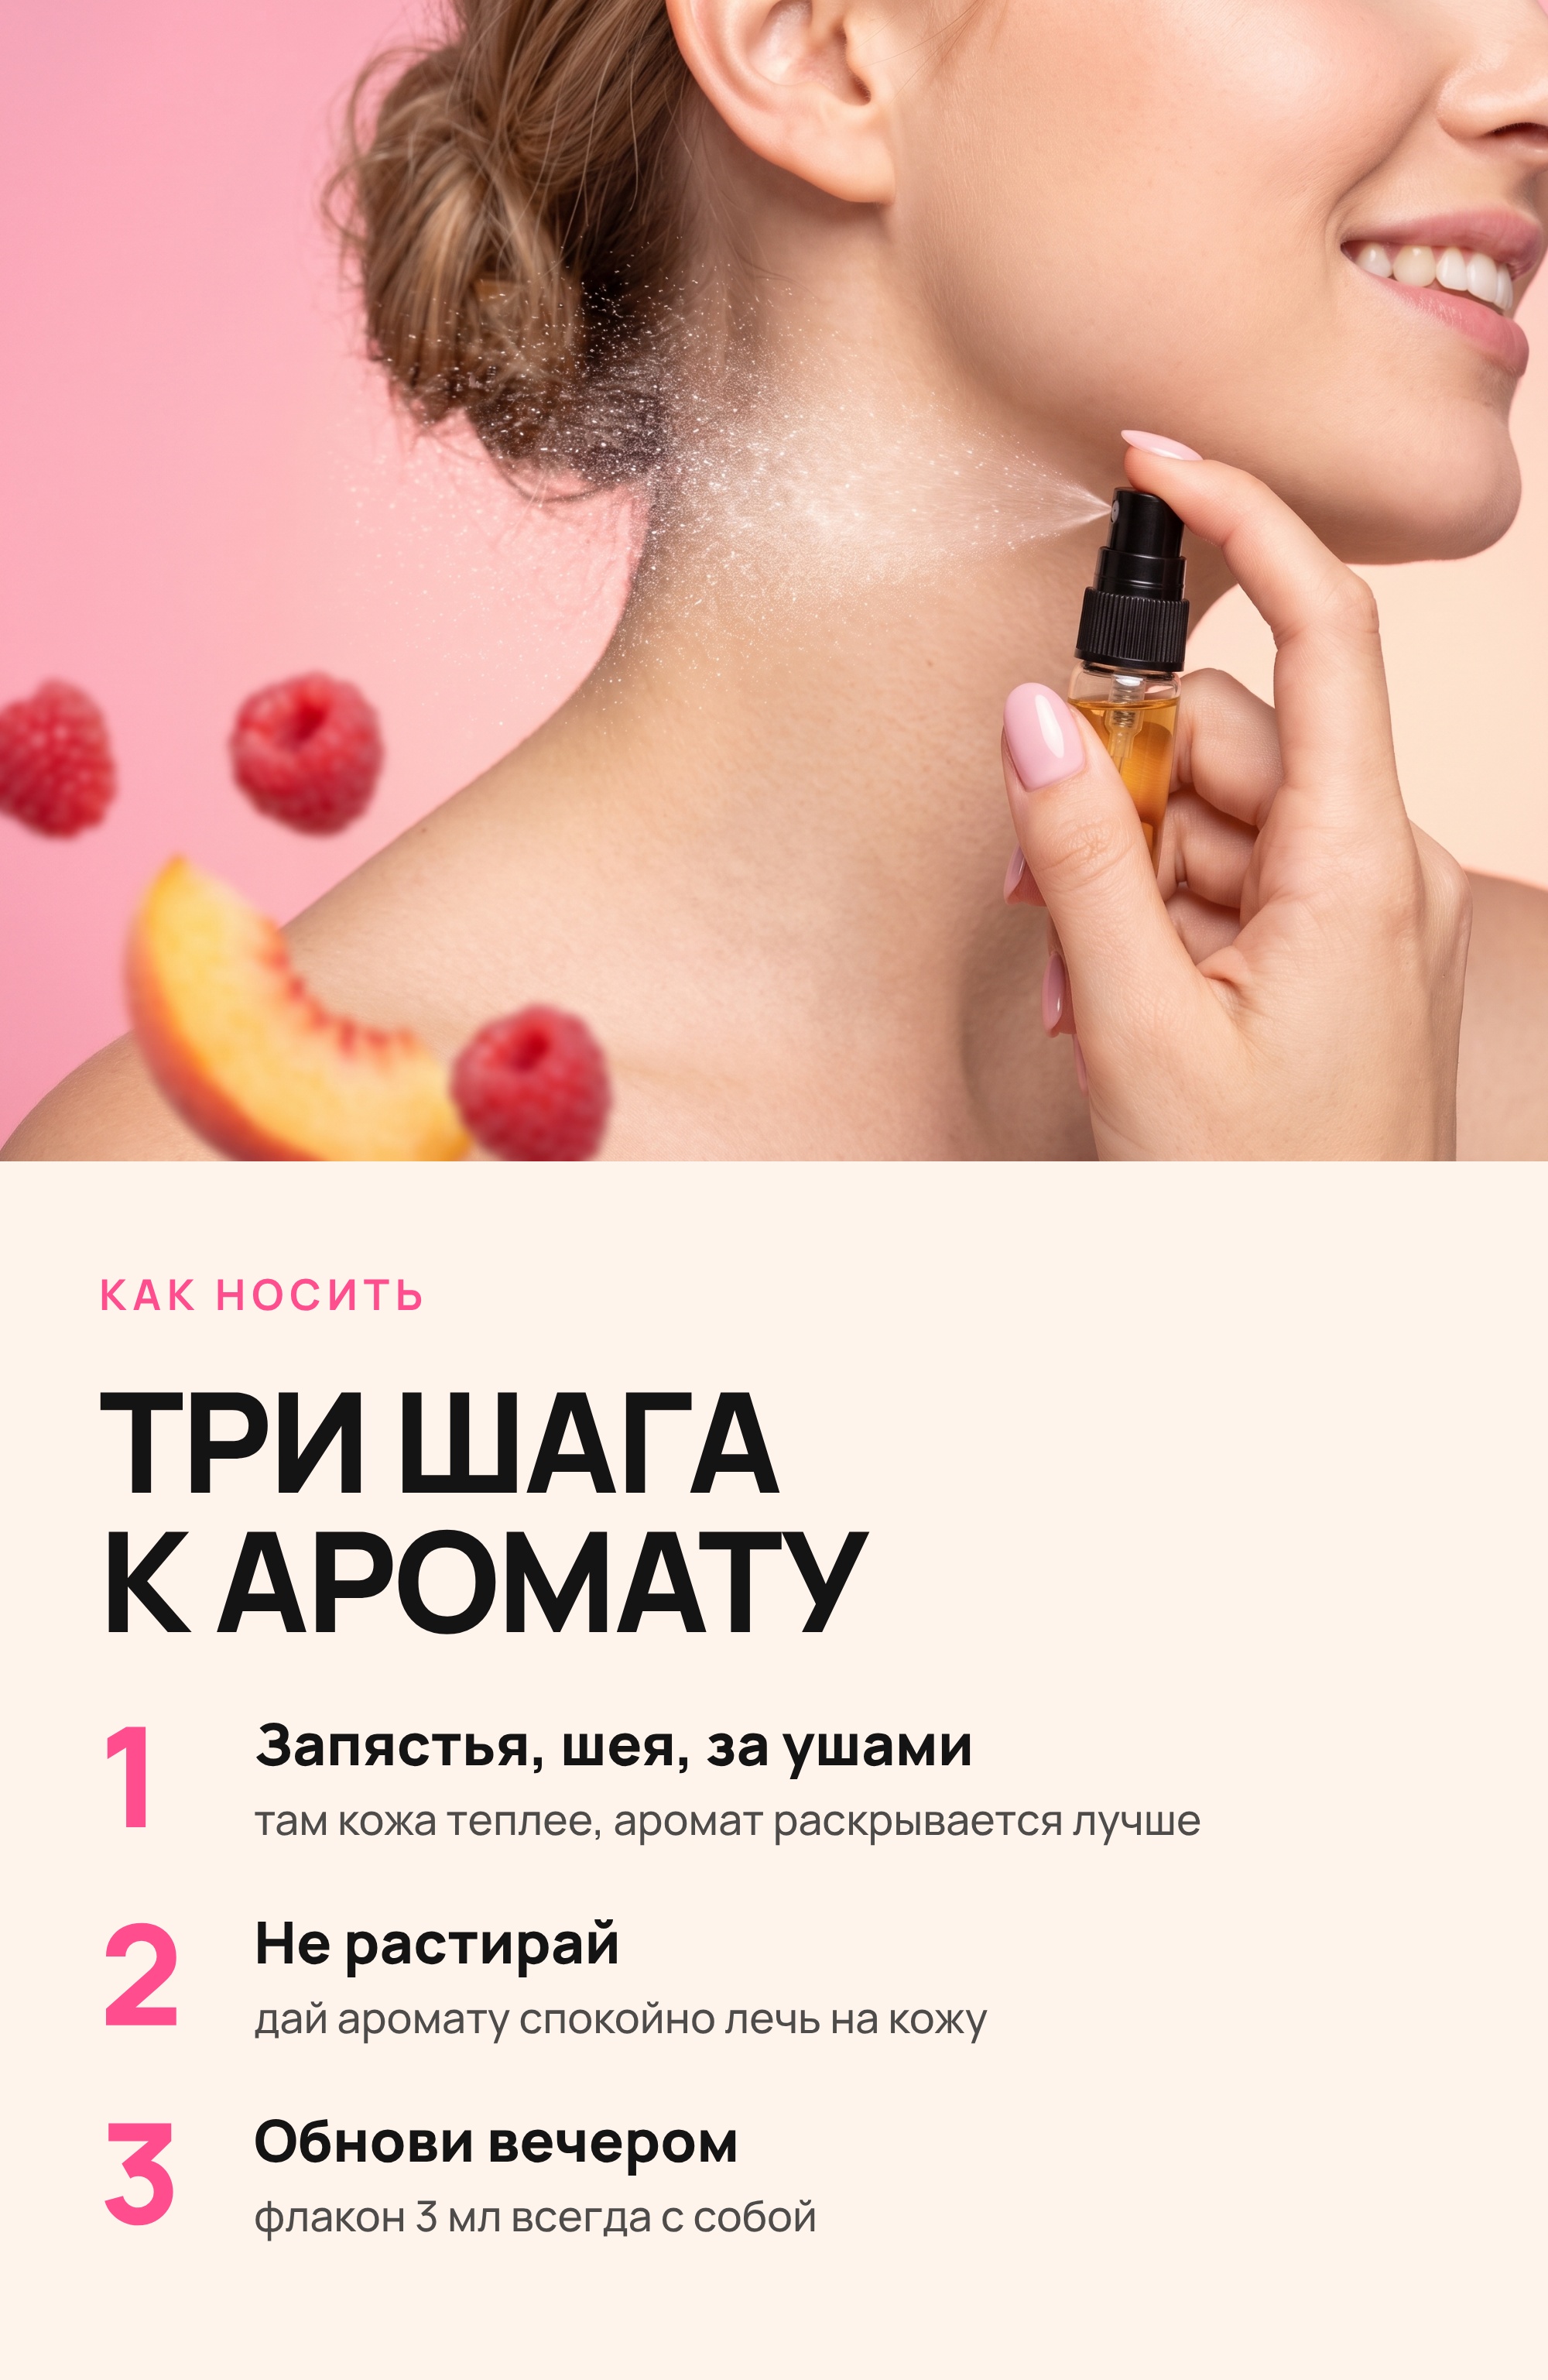 КАК НОСИТЬ
ТРИ ШАГА
К АРОМАТУ
1
Запястья, шея, за ушами
там кожа теплее, аромат раскрывается лучше
2
Не растирай
дай аромату спокойно лечь на кожу
3
Обнови вечером
флакон 3 мл всегда с собой